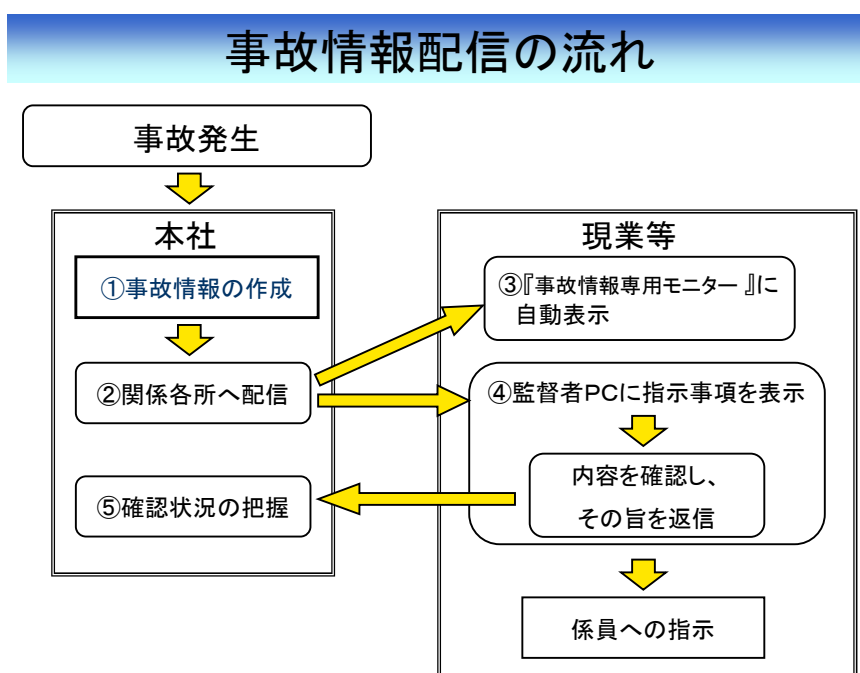 事故情報配信の流れ
事故発生
本社
①事故情報の作成
②関係各所へ配信
⑤確認状況の把握
現業等
③『事故情報専用モニター 』に
自動表示
④監督者PCに指示事項を表示
内容を確認し、
その旨を返信
係員への指示